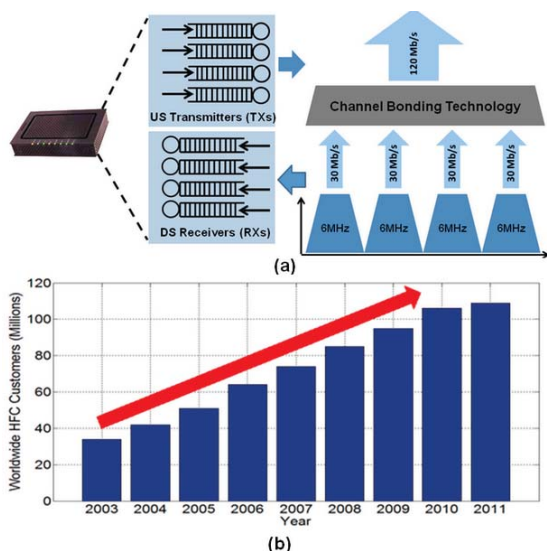 (a)
US Transmitters (TXs)
DS Receivers (RXs)
120 Mb/s
Channel Bonding Technology
30 Mb/s
30 Mb/s
30 Mb/s
30 Mb/s
6MHz
6MHz
6MHz
6MHz
(a)
Worldwide HFC Customers (Millions)
120
100
80
60
40
20
0
2003 2004 2005 2006 2007 2008 2009 2010 2011
Year
(b)